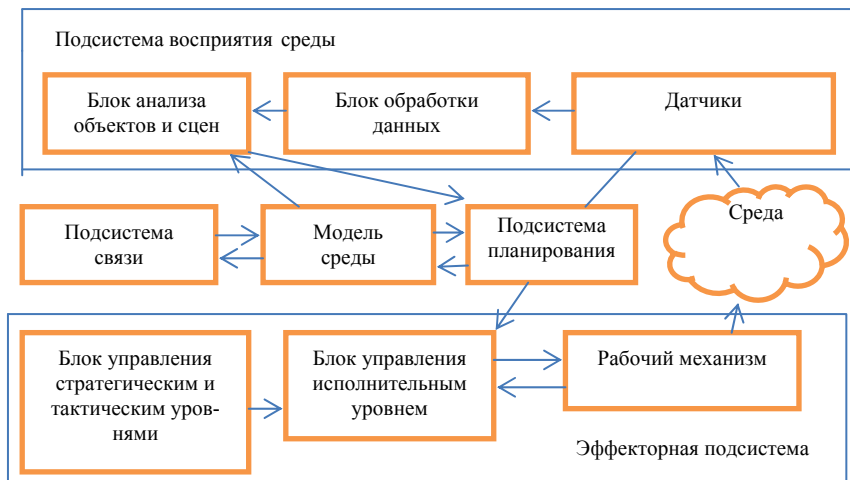 Подсистема восприятия среды
Блок анализа
объектов и сцен
Блок обработки
данных
Датчики
Подсистема
связи
Модель
среды
Подсистема
планирования
Среда
Блок управления
стратегическим и
тактическим уров-
нями
Блок управления
исполнительным
уровнем
Рабочий механизм
Эффекторная подсистема